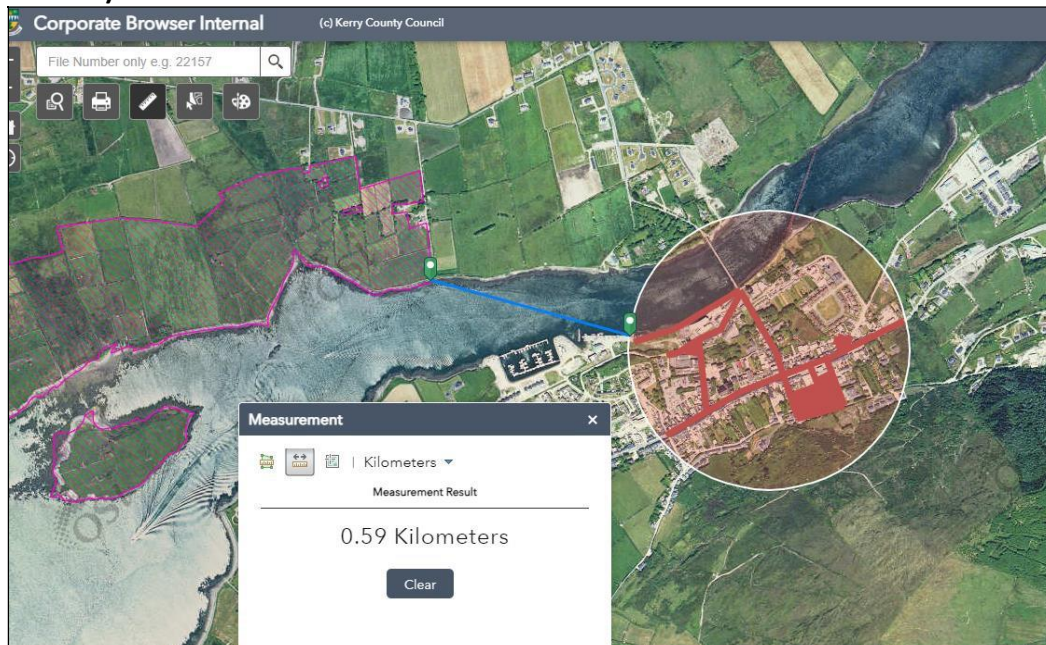 Corporate Browser Internal
(c) Kerry County Council
File Number only e.g. 22157
Measurement
×
| Kilometers
Measurement Result
0.59 Kilometers
Clear